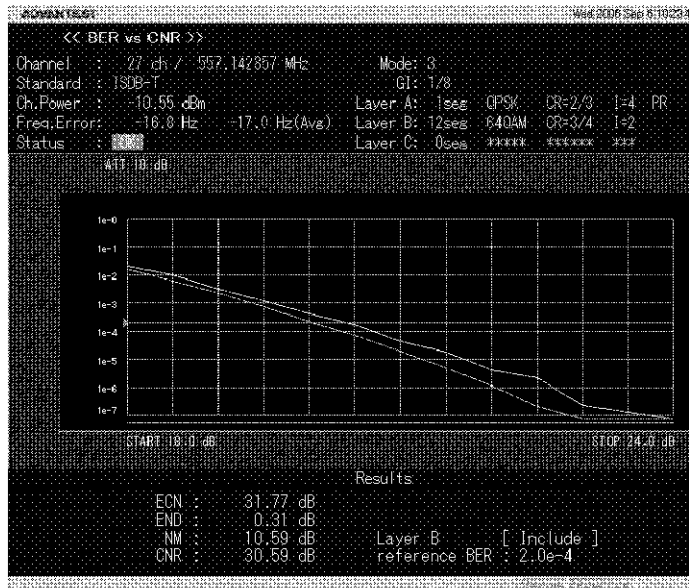 ADVANTEST Wed 2006 Sep 6 10:23
<< BER vs CNR >>
Channel : 27 ch / 557.142857 MHz Mode: 3
Standard : ISDB-T GI: 1/8
Ch.Power : -10.55 dBm Layer A: 1seg QPSK CR=2/3 I=4 PR
Freq.Error: -16.8 Hz -17.0 Hz(Avg) Layer B: 12seg 64QAM CR=3/4 I=2
Status : OK Layer C: 0seg ***** ****** ***
ATT 10 dB
1e-0
1e-1
1e-2
1e-3
1e-4
1e-5
1e-6
1e-7
START 18.0 dB STOP 24.0 dB
Results
ECN : 31.77 dB
END : 0.31 dB
NM : 10.59 dB Layer B [ Include ]
CNR : 30.59 dB reference BER : 2.0e-4